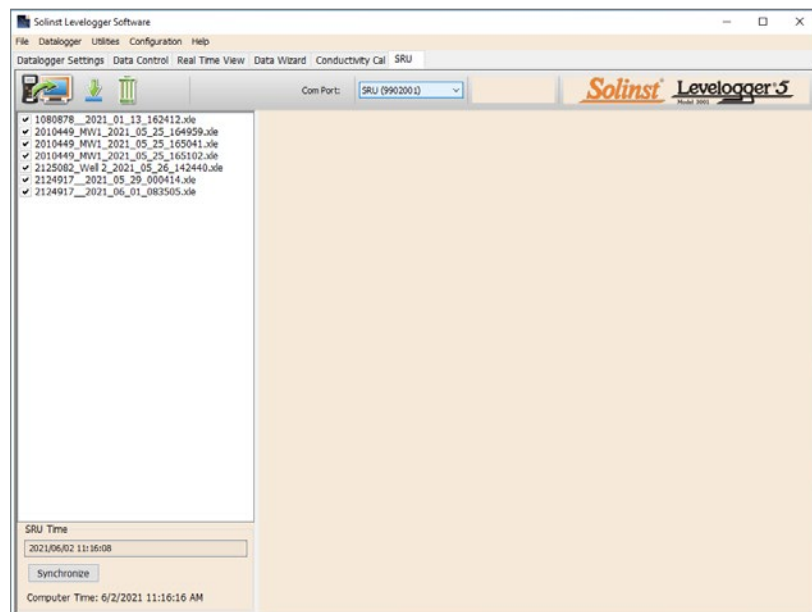 Solinst Levelogger Software
File Datalogger Utilities Configuration Help
Datalogger Settings Data Control Real Time View Data Wizard Conductivity Cal SRU
Com Port: SRU (9902001) Solinst Levelogger 5
Model 3001
1080878__2021_01_13_162412.xle
2010449_MW1_2021_05_25_164959.xle
2010449_MW1_2021_05_25_165041.xle
2010449_MW1_2021_05_25_165102.xle
2125082_Well 2_2021_05_26_142440.xle
2124917__2021_05_29_000414.xle
2124917__2021_06_01_083505.xle
SRU Time
2021/06/02 11:16:08
Synchronize
Computer Time: 6/2/2021 11:16:16 AM